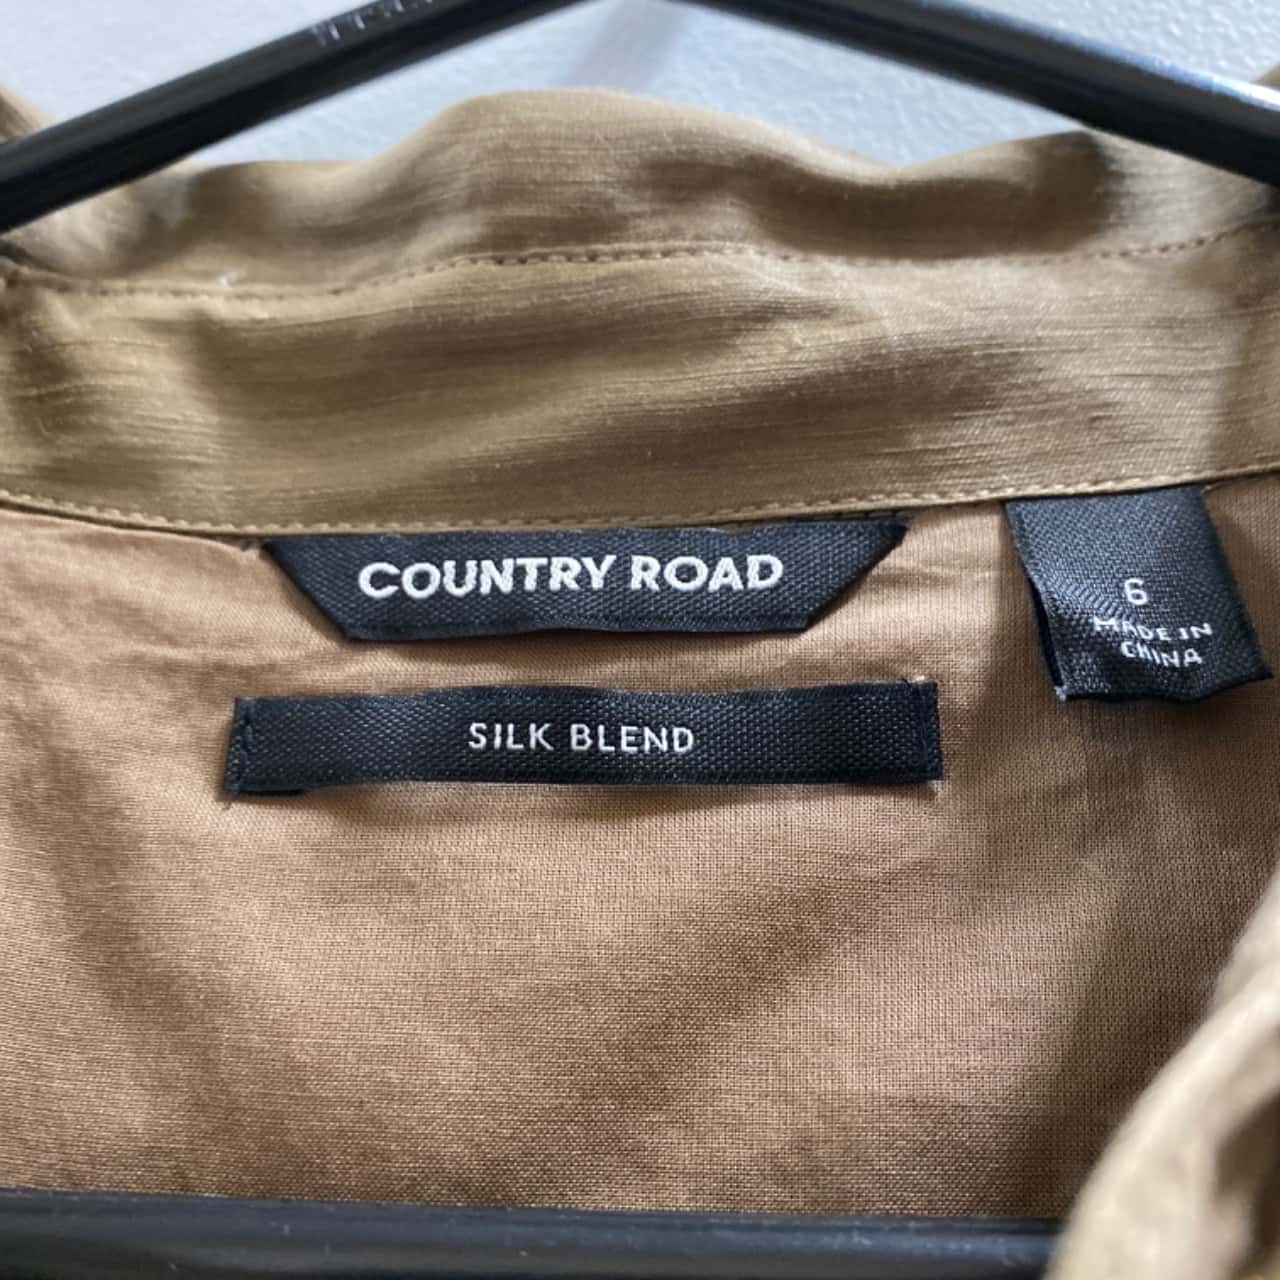 COUNTRY ROAD
6
MADE IN
CHINA
SILK BLEND